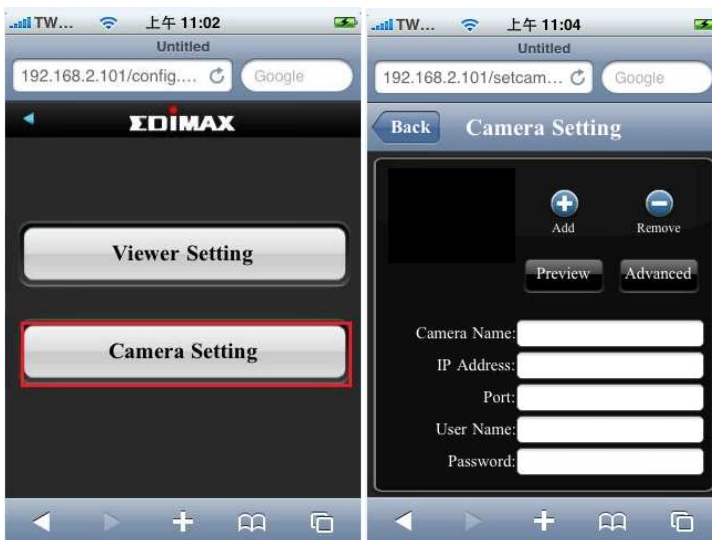 TW... 上午 11:02
Untitled
192.168.2.101/config.... Google
EDIMAX
Viewer Setting
Camera Setting
TW... 上午 11:04
Untitled
192.168.2.101/setcam... Google
Back Camera Setting
Add Remove
Preview Advanced
Camera Name:
IP Address:
Port:
User Name:
Password: